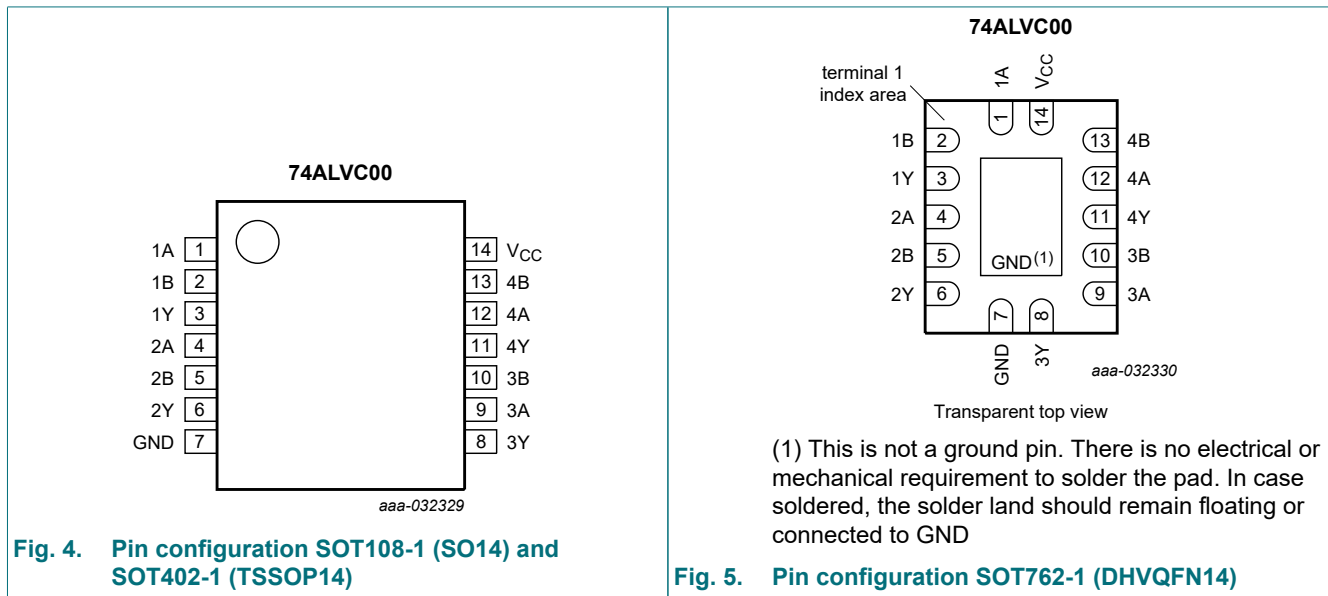 74ALVC00
1A 1
1B 2
1Y 3
2A 4
2B 5
2Y 6
GND 7
14 VCC
13 4B
12 4A
11 4Y
10 3B
9 3A
8 3Y
aaa-032329
Fig. 4. Pin configuration SOT108-1 (SO14) and
SOT402-1 (TSSOP14)
74ALVC00
terminal 1
index area
1A
VCC
1
14
1B 2
1Y 3
2A 4
2B 5
2Y 6
13 4B
12 4A
11 4Y
10 3B
9 3A
GND(1)
7
8
GND
3Y
aaa-032330
Transparent top view
(1) This is not a ground pin. There is no electrical or
mechanical requirement to solder the pad. In case
soldered, the solder land should remain floating or
connected to GND
Fig. 5. Pin configuration SOT762-1 (DHVQFN14)